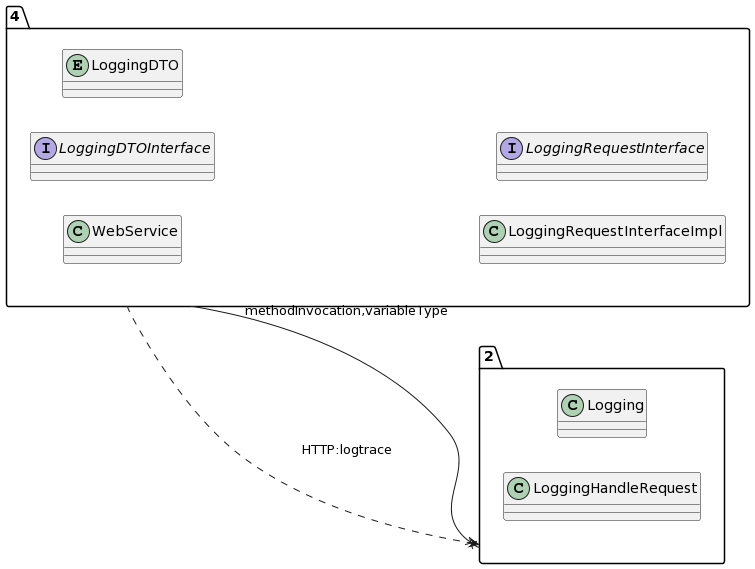 4
E LoggingDTO
I LoggingDTOInterface
I LoggingRequestInterface
C WebService
C LoggingRequestInterfaceImpl
methodInvocation,variableType
2
C Logging
HTTP:logtrace
C LoggingHandleRequest